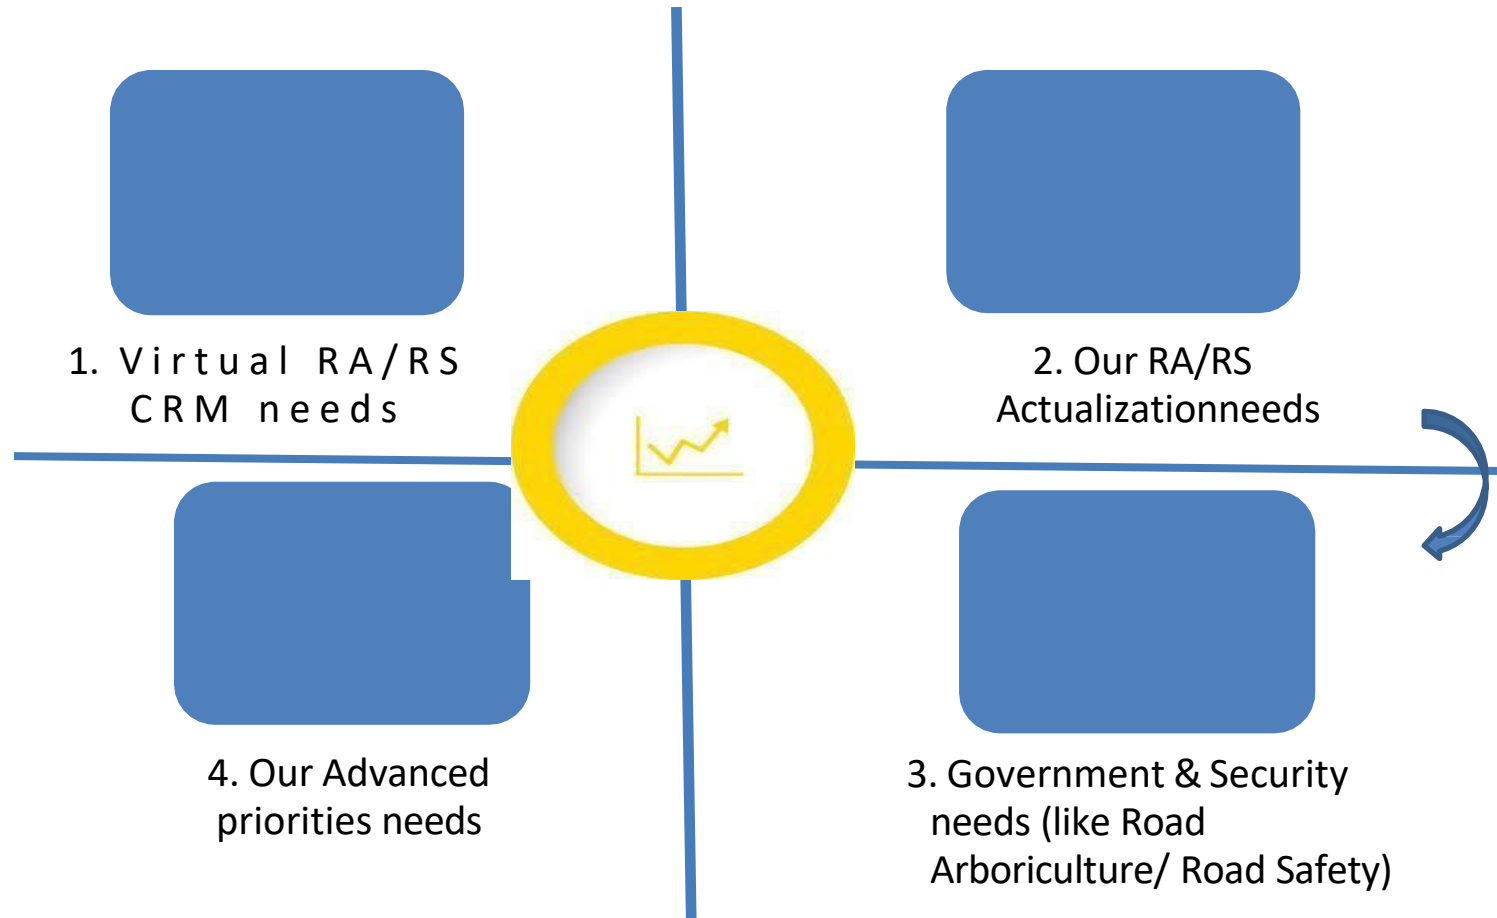 1. Virtual RA/RS
CRM needs
2. Our RA/RS
Actualizationneeds
4. Our Advanced
priorities needs
3. Government & Security
needs (like Road
Arboriculture/ Road Safety)